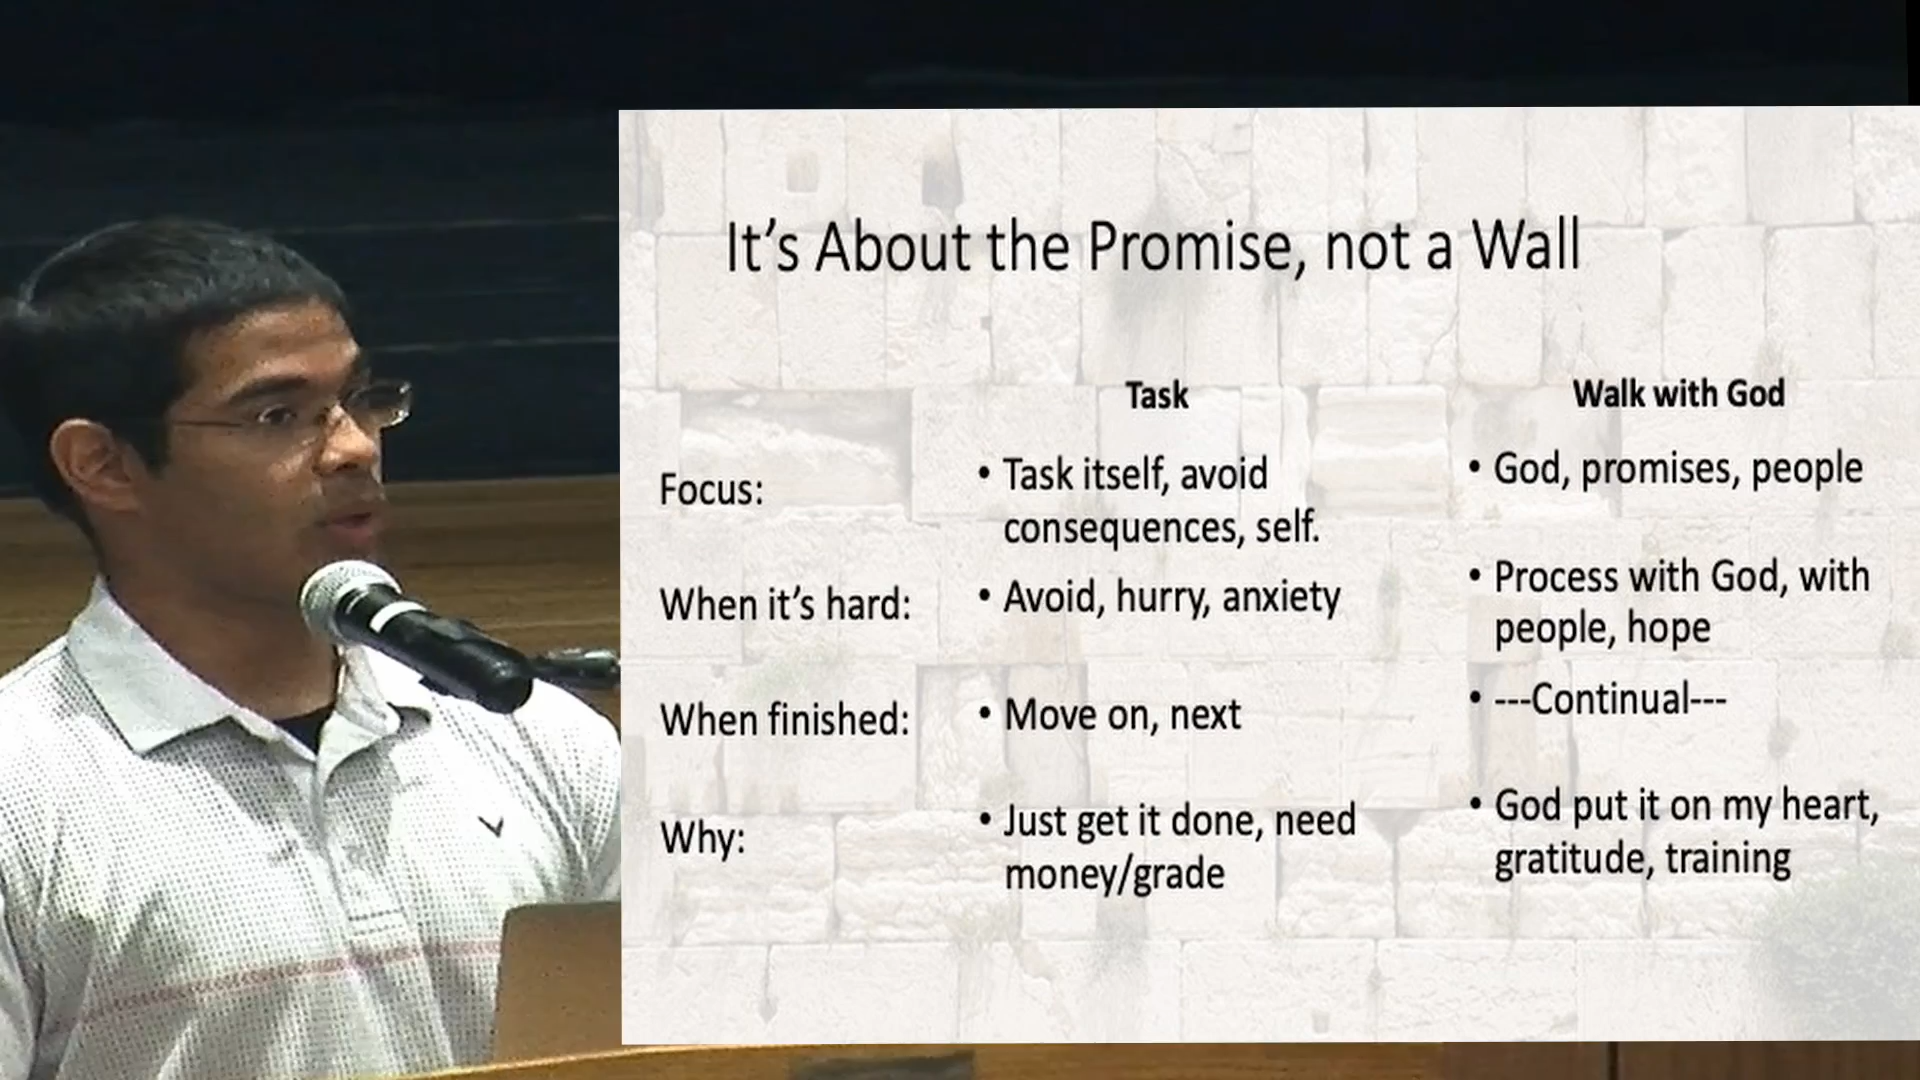 It's About the Promise, not a Wall
Task
Walk with God
Focus:
• Task itself, avoid
consequences, self.
• God, promises, people
When it's hard:
• Avoid, hurry, anxiety
• Process with God, with
people, hope
When finished:
• Move on, next
• ---Continual---
Why:
• Just get it done, need
money/grade
• God put it on my heart,
gratitude, training